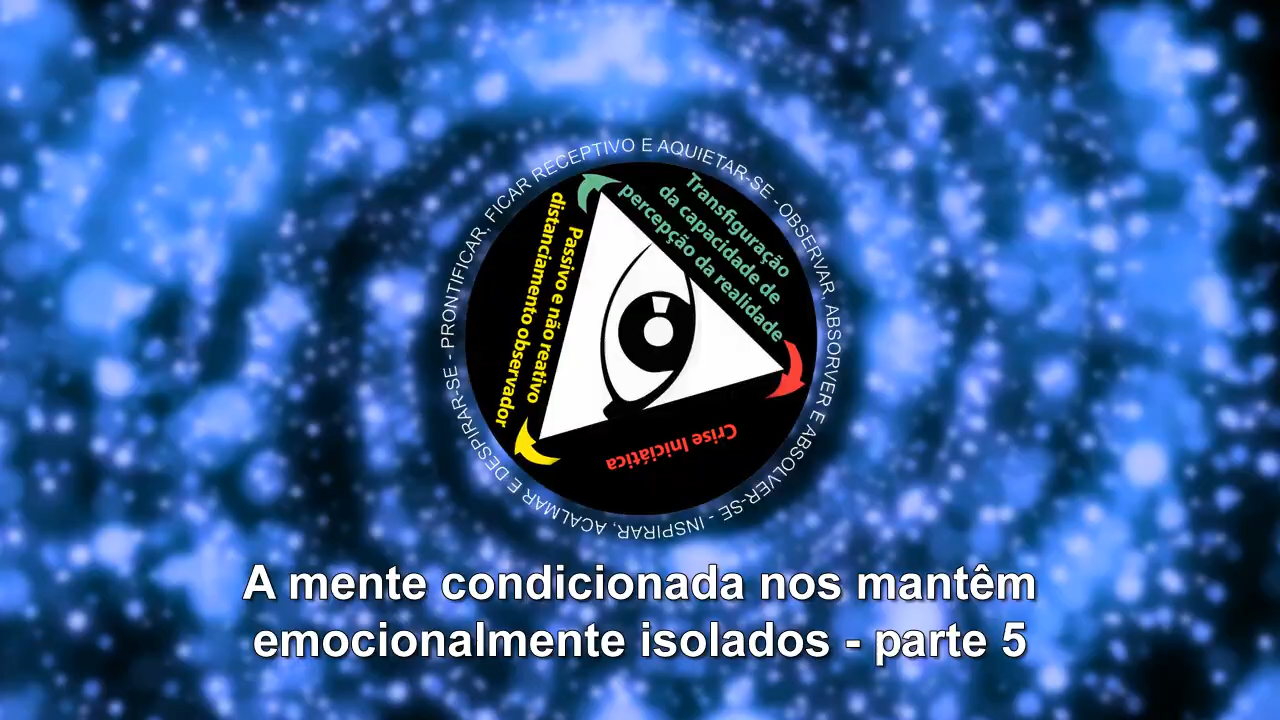 PRONTIFICAR, FICAR RECEPTIVO E AQUIETAR-SE - OBSERVAR, ABSORVER E ABSOLVER-SE - INSPIRAR, ACALMAR E DESPIRAR-SE -
Transfiguração
da capacidade de
percepção da realidade
Passivo e não reativo
distanciamento observador
Crise Iniciática
A mente condicionada nos mantêm
emocionalmente isolados - parte 5